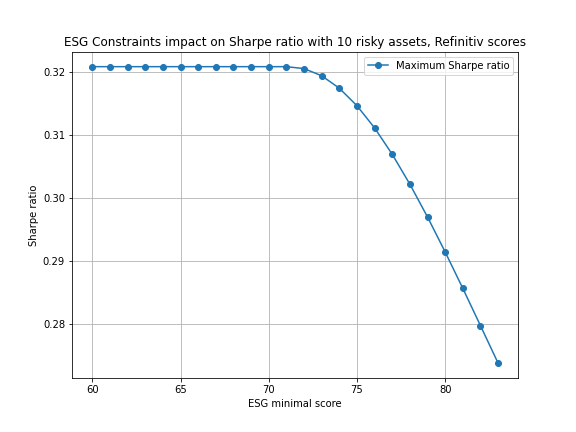 ESG Constraints impact on Sharpe ratio with 10 risky assets, Refinitiv scores
Maximum Sharpe ratio
0.32
0.31
0.30
0.29
0.28
Sharpe ratio
60 65 70 75 80
ESG minimal score